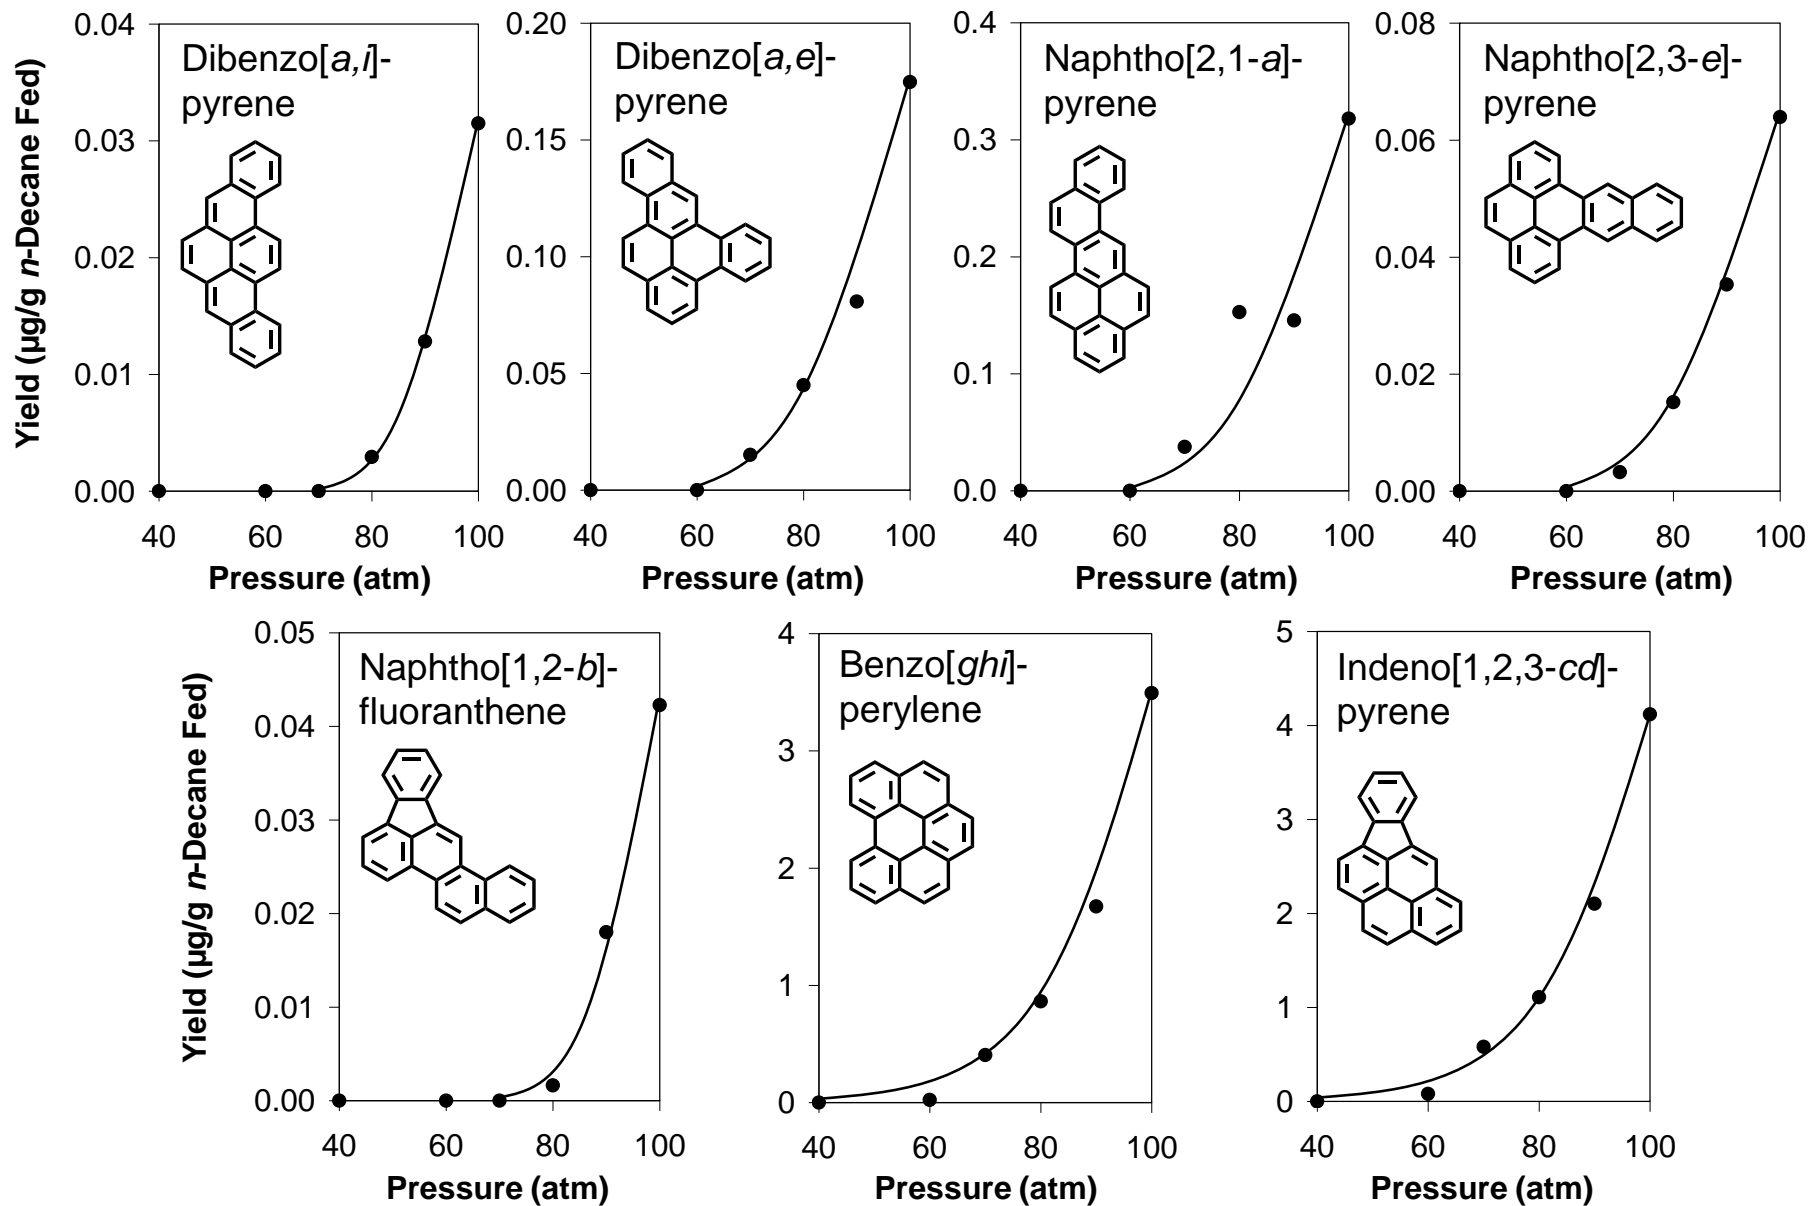 Yield (µg/g n-Decane Fed)
0.04
0.03
0.02
0.01
0.00
Dibenzo[a,i]-
pyrene
40 60 80 100
Pressure (atm)
0.20
0.15
0.10
0.05
0.00
Dibenzo[a,e]-
pyrene
40 60 80 100
Pressure (atm)
0.4
0.3
0.2
0.1
0.0
Naphtho[2,1-a]-
pyrene
40 60 80 100
Pressure (atm)
0.08
0.06
0.04
0.02
0.00
Naphtho[2,3-e]-
pyrene
40 60 80 100
Pressure (atm)
Yield (µg/g n-Decane Fed)
0.05
0.04
0.03
0.02
0.01
0.00
Naphtho[1,2-b]-
fluoranthene
40 60 80 100
Pressure (atm)
4
3
2
1
0
Benzo[ghi]-
perylene
40 60 80 100
Pressure (atm)
5
4
3
2
1
0
Indeno[1,2,3-cd]-
pyrene
40 60 80 100
Pressure (atm)